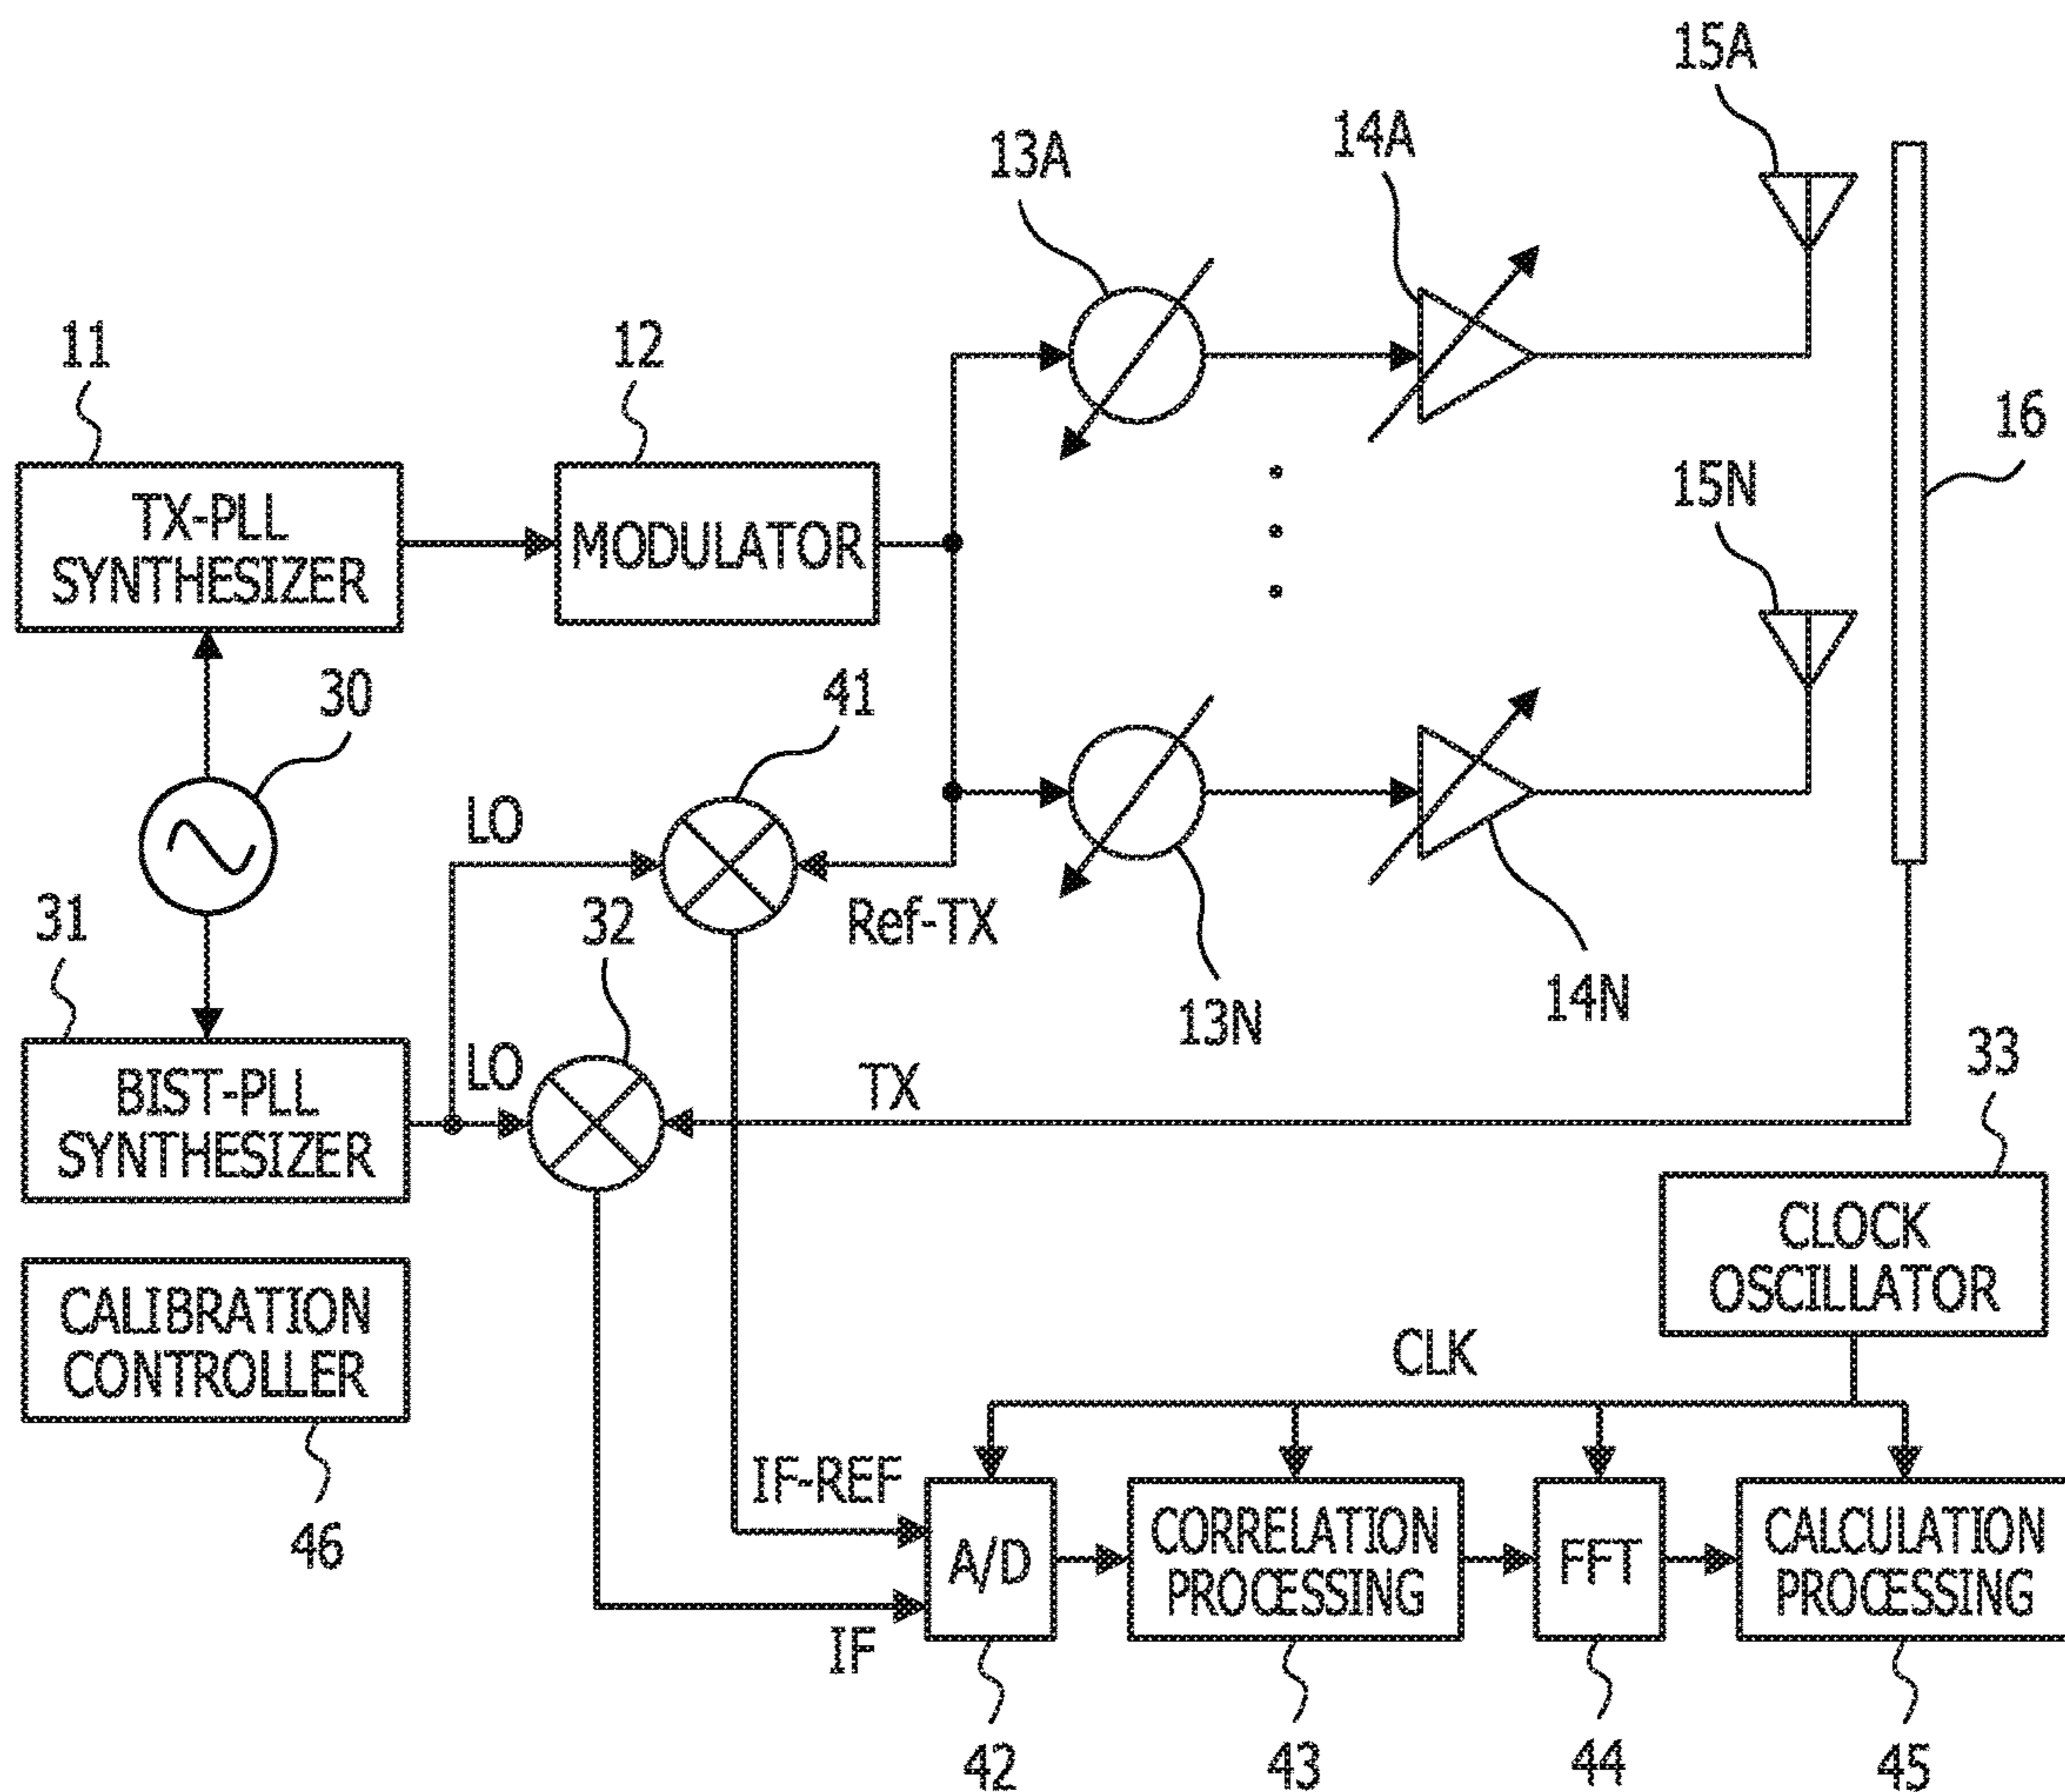 15A
14A
13A
11
12
16
TX-PLL
SYNTHESIZER
MODULATOR
15N
30
41
LO
32
Ref-TX
31
14N
13N
BIST-PLL
SYNTHESIZER
LO
TX
33
CLOCK
OSCILLATOR
CALIBRATION
CONTROLLER
CLK
46
IF-REF
IF
A/D
CORRELATION
PROCESSING
FFT
CALCULATION
PROCESSING
42
43
44
45